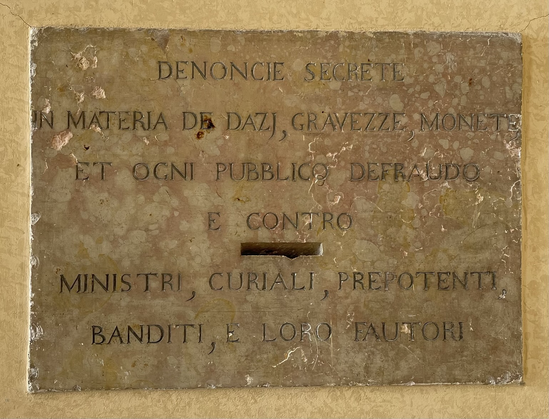 DENONCIE SECRETE
IN MATERIA DE DAZJ, GRAVEZZE, MONETE
ET OGNI PUBBLICO DEFRAUDO
E CONTRO
MINISTRI, CURIALI, PREPOTENTI,
BANDITI, E LORO FAUTORI